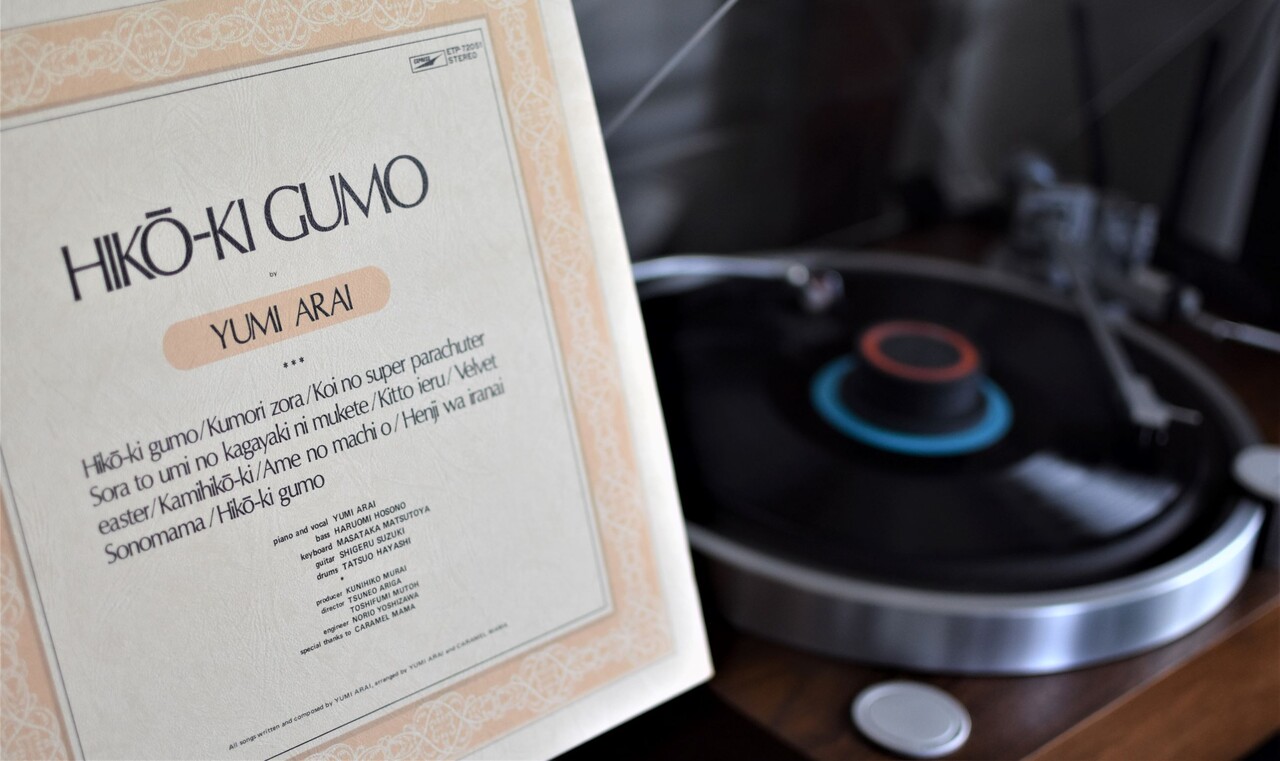 EXPRESS
ETP-72051
STEREO
HIKŌ-KI GUMO
by
YUMI ARAI
***
Hikō-ki gumo/Kumori zora/Koi no super parachuter
Sora to umi no kagayaki ni mukete/Kitto ieru/Velvet
easter/Kamihikō-ki/Ame no machi o/Henji wa iranai
Sonomama/Hikō-ki gumo
piano and vocal YUMI ARAI
bass HARUOMI HOSONO
keyboard MASATAKA MATSUTOYA
guitar SHIGERU SUZUKI
drums TATSUO HAYASHI
*
producer KUNIHIKO MURAI
director TSUNEO ARIGA
TOSHIFUMI MUTOH
engineer NORIO YOSHIZAWA
special thanks to CARAMEL MAMA
All songs written and composed by YUMI ARAI, arranged by YUMI ARAI and CARAMEL MAMA